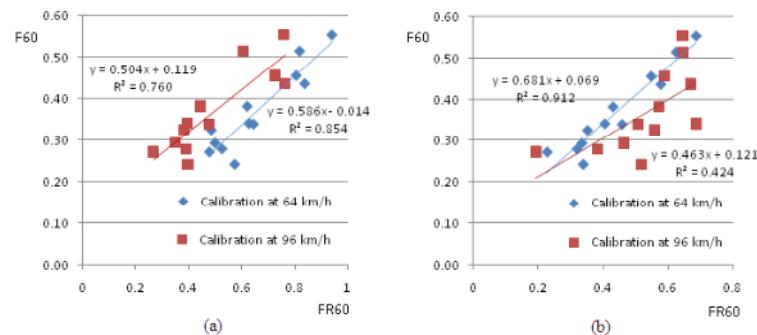 F60
0.60
0.50
0.40
0.30
0.20
0.10
0.00
0
0.2
0.4
0.6
0.8
1
FR60
y = 0.504x + 0.119
R² = 0.760
y = 0.586x- 0.014
R² = 0.854
Calibration at 64 km/h
Calibration at 96 km/h
(a)
F60
0.60
0.50
0.40
0.30
0.20
0.10
0.00
0
0.2
0.4
0.6
0.8
FR60
y = 0.681x + 0.069
R² = 0.912
y = 0.463x + 0.121
R² = 0.424
Calibration at 64 km/h
Calibration at 96 km/h
(b)